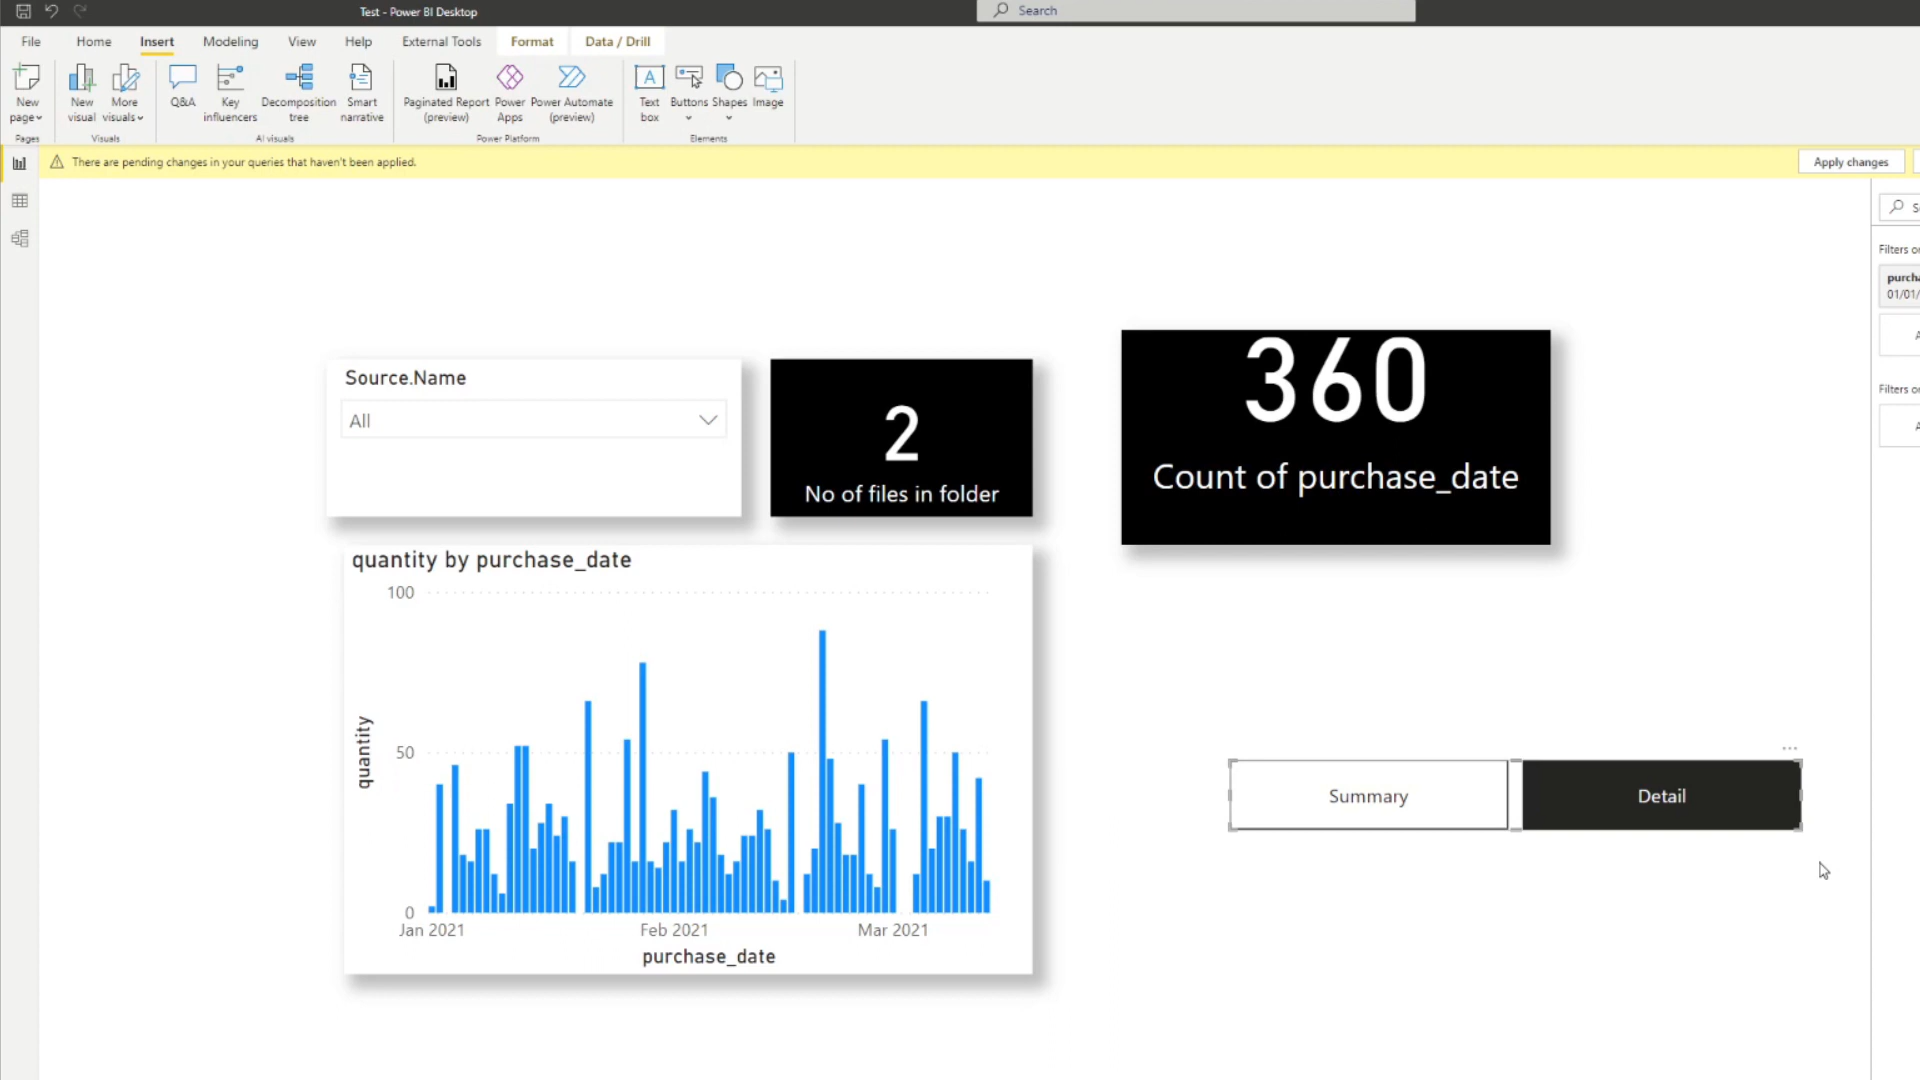 Test - Power BI Desktop
Search
File Home Insert Modeling View Help External Tools Format Data / Drill
New page
New visual
More visuals
Q&A
Key influencers
Decomposition tree
Smart narrative
Paginated Report (preview)
Power Apps
Power Automate (preview)
Text box
Buttons
Shapes
Image
Pages
Visuals
AI visuals
Power Platform
Elements
There are pending changes in your queries that haven't been applied.
Apply changes
Filters
01/01/
Filters
Source.Name
All
2
No of files in folder
360
Count of purchase_date
quantity by purchase_date
100
50
0
quantity
Jan 2021 Feb 2021 Mar 2021
purchase_date
Summary
Detail